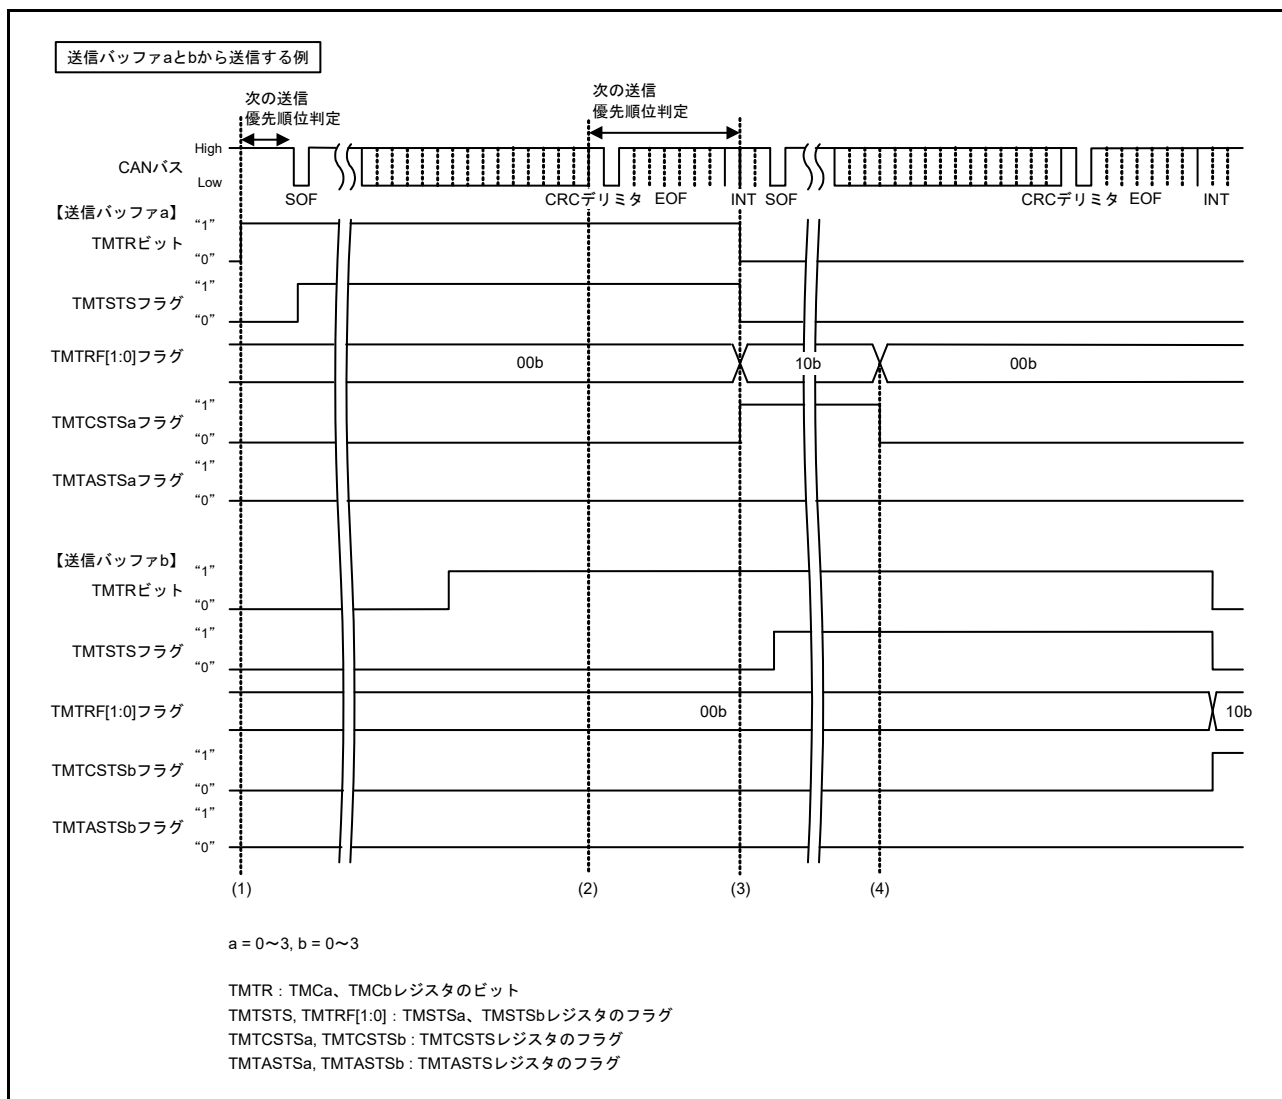 送信バッファaとbから送信する例
次の送信
優先順位判定
次の送信
優先順位判定
CANバス
High
Low
SOF
CRCデリミタ
EOF
INT
SOF
CRCデリミタ
EOF
INT
【送信バッファa】
TMTRビット
“1”
“0”
TMTSTSフラグ
“1”
“0”
TMTRF[1:0]フラグ
00b
10b
00b
TMTCSTSaフラグ
“1”
“0”
TMTASTSaフラグ
“1”
“0”
【送信バッファb】
TMTRビット
“1”
“0”
TMTSTSフラグ
“1”
“0”
TMTRF[1:0]フラグ
00b
10b
TMTCSTSbフラグ
“1”
“0”
TMTASTSbフラグ
“1”
“0”
(1)
(2)
(3)
(4)
a = 0〜3, b = 0〜3
TMTR : TMCa、TMCbレジスタのビット
TMTSTS, TMTRF[1:0] : TMSTSa、TMSTSbレジスタのフラグ
TMTCSTSa, TMTCSTSb : TMTCSTSレジスタのフラグ
TMTASTSa, TMTASTSb : TMTASTSレジスタのフラグ